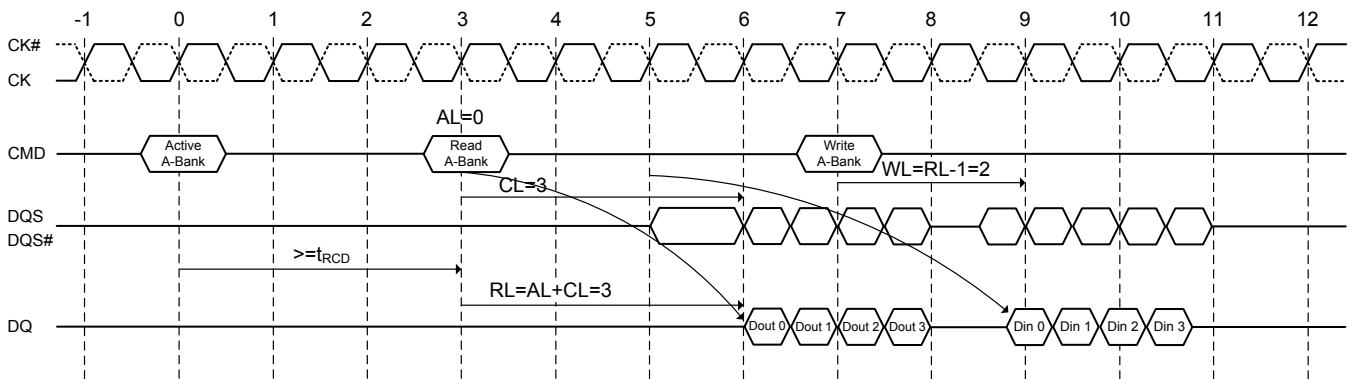 -1 0 1 2 3 4 5 6 7 8 9 10 11 12
CK#
CK
AL=0
CMD
Active
A-Bank
Read
A-Bank
Write
A-Bank
WL=RL-1=2
CL=3
DQS
DQS#
>=tRCD
RL=AL+CL=3
DQ
Dout 0 Dout 1 Dout 2 Dout 3 Din 0 Din 1 Din 2 Din 3